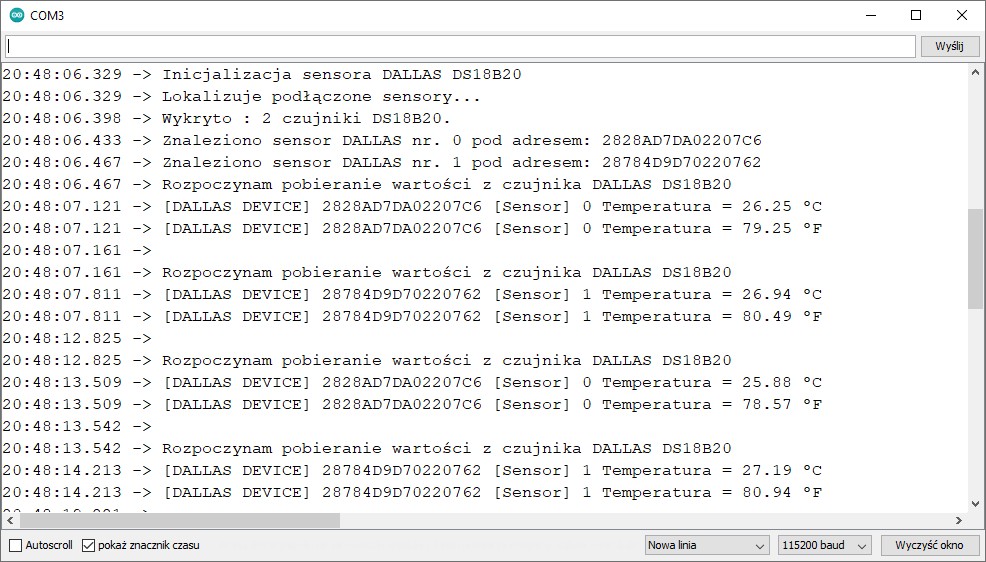 COM3
Wyślij
20:48:06.329 -> Inicjalizacja sensora DALLAS DS18B20
20:48:06.329 -> Lokalizuje podłączone sensory...
20:48:06.398 -> Wykryto : 2 czujniki DS18B20.
20:48:06.433 -> Znaleziono sensor DALLAS nr. 0 pod adresem: 2828AD7DA02207C6
20:48:06.467 -> Znaleziono sensor DALLAS nr. 1 pod adresem: 28784D9D70220762
20:48:06.467 -> Rozpoczynam pobieranie wartości z czujnika DALLAS DS18B20
20:48:07.121 -> [DALLAS DEVICE] 2828AD7DA02207C6 [Sensor] 0 Temperatura = 26.25 °C
20:48:07.121 -> [DALLAS DEVICE] 2828AD7DA02207C6 [Sensor] 0 Temperatura = 79.25 °F
20:48:07.161 ->
20:48:07.161 -> Rozpoczynam pobieranie wartości z czujnika DALLAS DS18B20
20:48:07.811 -> [DALLAS DEVICE] 28784D9D70220762 [Sensor] 1 Temperatura = 26.94 °C
20:48:07.811 -> [DALLAS DEVICE] 28784D9D70220762 [Sensor] 1 Temperatura = 80.49 °F
20:48:12.825 ->
20:48:12.825 -> Rozpoczynam pobieranie wartości z czujnika DALLAS DS18B20
20:48:13.509 -> [DALLAS DEVICE] 2828AD7DA02207C6 [Sensor] 0 Temperatura = 25.88 °C
20:48:13.509 -> [DALLAS DEVICE] 2828AD7DA02207C6 [Sensor] 0 Temperatura = 78.57 °F
20:48:13.542 ->
20:48:13.542 -> Rozpoczynam pobieranie wartości z czujnika DALLAS DS18B20
20:48:14.213 -> [DALLAS DEVICE] 28784D9D70220762 [Sensor] 1 Temperatura = 27.19 °C
20:48:14.213 -> [DALLAS DEVICE] 28784D9D70220762 [Sensor] 1 Temperatura = 80.94 °F
Autoscroll pokaż znacznik czasu Nowa linia 115200 baud Wyczyść okno